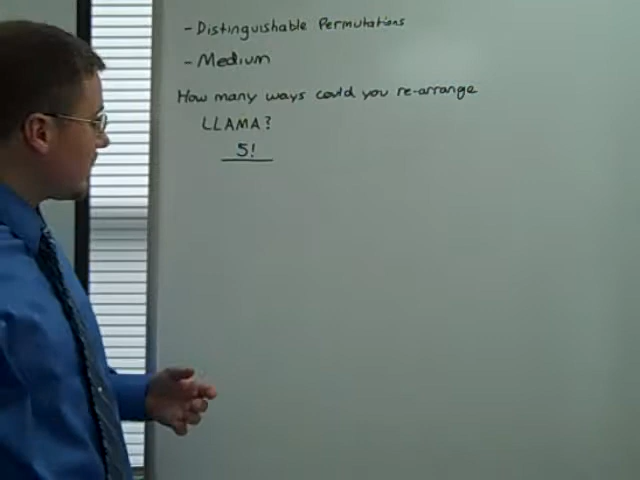 - Distinguishable Permutations
- Medium
How many ways could you re-arrange
LLAMA?
5!